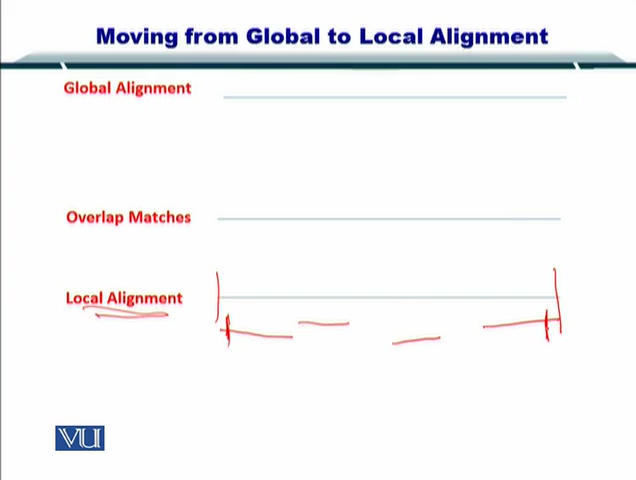 Moving from Global to Local Alignment
Global Alignment
Overlap Matches
Local Alignment
VU